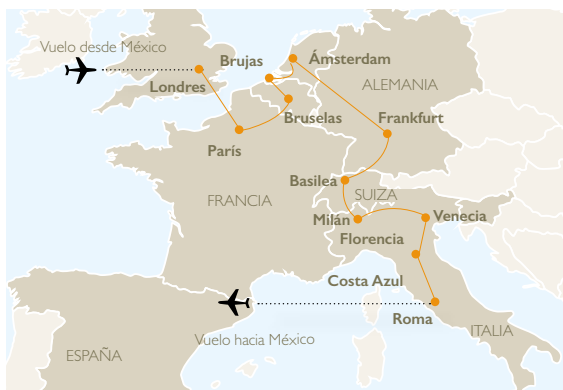 Vuelo desde México
Brujas
Ámsterdam
Londres
ALEMANIA
Bruselas
Frankfurt
París
Basilea
FRANCIA
SUIZA
Milán
Venecia
Florencia
Costa Azul
Roma
ITALIA
Vuelo hacia México
ESPAÑA